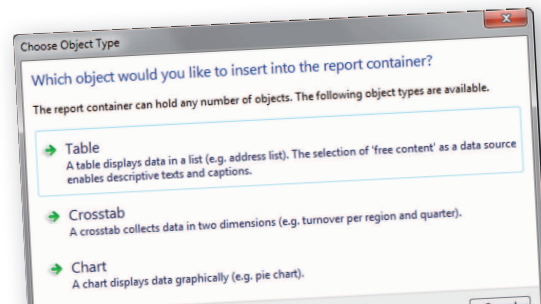 Choose Object Type
Which object would you like to insert into the report container?
The report container can hold any number of objects. The following object types are available.
Table
A table displays data in a list (e.g. address list). The selection of 'free content' as a data source
enables descriptive texts and captions.
Crosstab
A crosstab collects data in two dimensions (e.g. turnover per region and quarter).
Chart
A chart displays data graphically (e.g. pie chart).